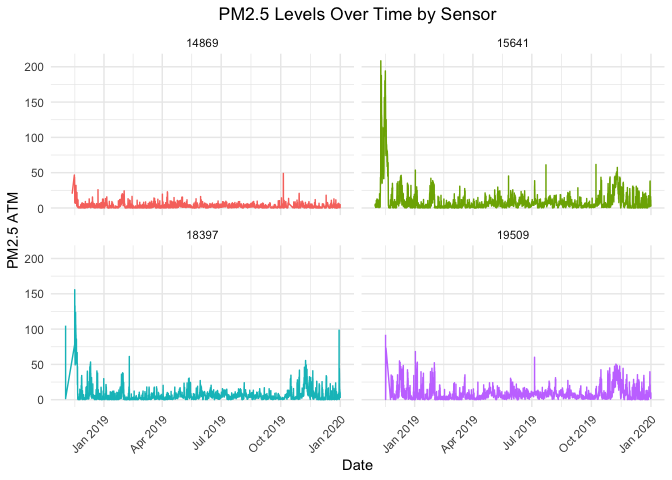 PM2.5 Levels Over Time by Sensor
14869
15641
200
150
100
50
0
18397
19509
200
150
100
50
0
PM2.5 ATM
Jan 2019
Apr 2019
Jul 2019
Oct 2019
Jan 2020
Jan 2019
Apr 2019
Jul 2019
Oct 2019
Jan 2020
Date